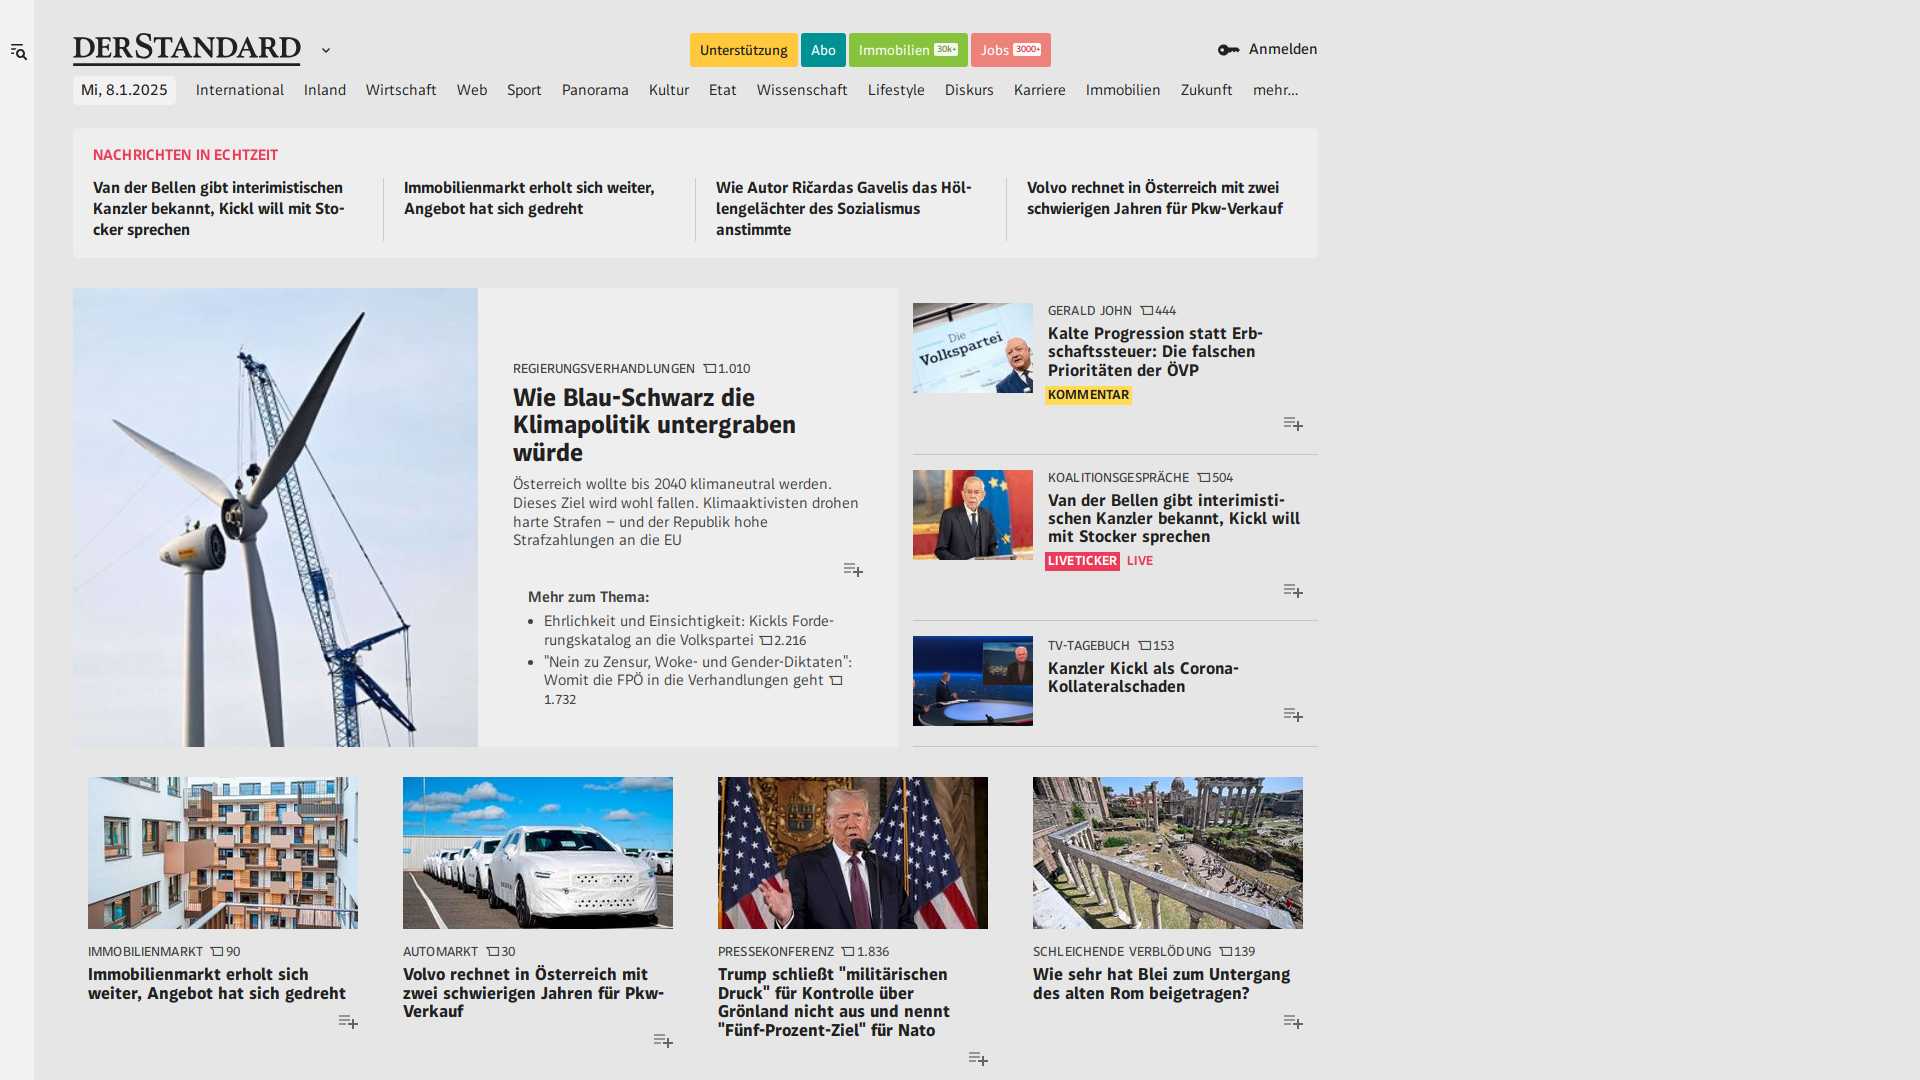 DERSTANDARD
Unterstützung
Abo
Immobilien 30k+
Jobs 3000+
Anmelden
Mi, 8.1.2025
International
Inland
Wirtschaft
Web
Sport
Panorama
Kultur
Etat
Wissenschaft
Lifestyle
Diskurs
Karriere
Immobilien
Zukunft
mehr…
NACHRICHTEN IN ECHTZEIT
Van der Bellen gibt interimistischen
Kanzler bekannt, Kickl will mit Sto-
cker sprechen
Immobilienmarkt erholt sich weiter,
Angebot hat sich gedreht
Wie Autor Ričardas Gavelis das Höl-
lengelächter des Sozialismus
anstimmte
Volvo rechnet in Österreich mit zwei
schwierigen Jahren für Pkw-Verkauf
REGIERUNGSVERHANDLUNGEN 1.010
Wie Blau-Schwarz die
Klimapolitik untergraben
würde
Österreich wollte bis 2040 klimaneutral werden.
Dieses Ziel wird wohl fallen. Klimaaktivisten drohen
harte Strafen – und der Republik hohe
Strafzahlungen an die EU
Mehr zum Thema:
Ehrlichkeit und Einsichtigkeit: Kickls Forde-
rungskatalog an die Volkspartei 2.216
"Nein zu Zensur, Woke- und Gender-Diktaten":
Womit die FPÖ in die Verhandlungen geht
1.732
Die
Volkspartei
GERALD JOHN 444
Kalte Progression statt Erb-
schaftssteuer: Die falschen
Prioritäten der ÖVP
KOMMENTAR
KOALITIONSGESPRÄCHE 504
Van der Bellen gibt interimisti-
schen Kanzler bekannt, Kickl will
mit Stocker sprechen
LIVETICKER LIVE
TV-TAGEBUCH 153
Kanzler Kickl als Corona-
Kollateralschaden
IMMOBILIENMARKT 90
Immobilienmarkt erholt sich
weiter, Angebot hat sich gedreht
AUTOMARKT 30
Volvo rechnet in Österreich mit
zwei schwierigen Jahren für Pkw-
Verkauf
PRESSEKONFERENZ 1.836
Trump schließt "militärischen
Druck" für Kontrolle über
Grönland nicht aus und nennt
"Fünf-Prozent-Ziel" für Nato
SCHLEICHENDE VERBLÖDUNG 139
Wie sehr hat Blei zum Untergang
des alten Rom beigetragen?